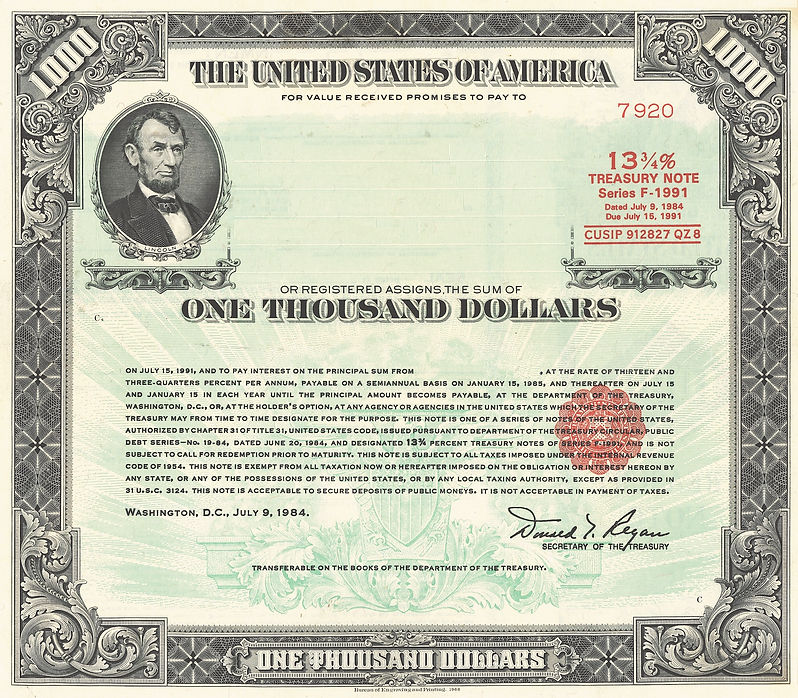 1000
1000
THE UNITED STATES OF AMERICA
FOR VALUE RECEIVED PROMISES TO PAY TO
7920
13¾%
TREASURY NOTE
Series F-1991
Dated July 9, 1984
Due July 15, 1991
CUSIP 912827 QZ 8
LINCOLN
OR REGISTERED ASSIGNS, THE SUM OF
ONE THOUSAND DOLLARS
C.
ON JULY 15, 1991, AND TO PAY INTEREST ON THE PRINCIPAL SUM FROM , AT THE RATE OF THIRTEEN AND
THREE-QUARTERS PERCENT PER ANNUM, PAYABLE ON A SEMIANNUAL BASIS ON JANUARY 15, 1985, AND THEREAFTER ON JULY 15
AND JANUARY 15 IN EACH YEAR UNTIL THE PRINCIPAL AMOUNT BECOMES PAYABLE, AT THE DEPARTMENT OF THE TREASURY,
WASHINGTON, D.C., OR, AT THE HOLDER'S OPTION, AT ANY AGENCY OR AGENCIES IN THE UNITED STATES WHICH THE SECRETARY OF THE
TREASURY MAY FROM TIME TO TIME DESIGNATE FOR THE PURPOSE. THIS NOTE IS ONE OF A SERIES OF NOTES OF THE UNITED STATES,
AUTHORIZED BY CHAPTER 31 OF TITLE 31, UNITED STATES CODE, ISSUED PURSUANT TO DEPARTMENT OF THE TREASURY CIRCULAR, PUBLIC
DEBT SERIES—NO. 19-84, DATED JUNE 20, 1984, AND DESIGNATED 13¾ PERCENT TREASURY NOTES OF SERIES F-1991, AND IS NOT
SUBJECT TO CALL FOR REDEMPTION PRIOR TO MATURITY. THIS NOTE IS SUBJECT TO ALL TAXES IMPOSED UNDER THE INTERNAL REVENUE
CODE OF 1954. THIS NOTE IS EXEMPT FROM ALL TAXATION NOW OR HEREAFTER IMPOSED ON THE OBLIGATION OR INTEREST HEREON BY
ANY STATE, OR ANY OF THE POSSESSIONS OF THE UNITED STATES, OR BY ANY LOCAL TAXING AUTHORITY, EXCEPT AS PROVIDED IN
31 U.S.C. 3124. THIS NOTE IS ACCEPTABLE TO SECURE DEPOSITS OF PUBLIC MONEYS. IT IS NOT ACCEPTABLE IN PAYMENT OF TAXES.
WASHINGTON, D.C., JULY 9, 1984.
Donald T. Regan
SECRETARY OF THE TREASURY
TRANSFERABLE ON THE BOOKS OF THE DEPARTMENT OF THE TREASURY.
C
ONE THOUSAND DOLLARS
Bureau of Engraving and Printing. 1968